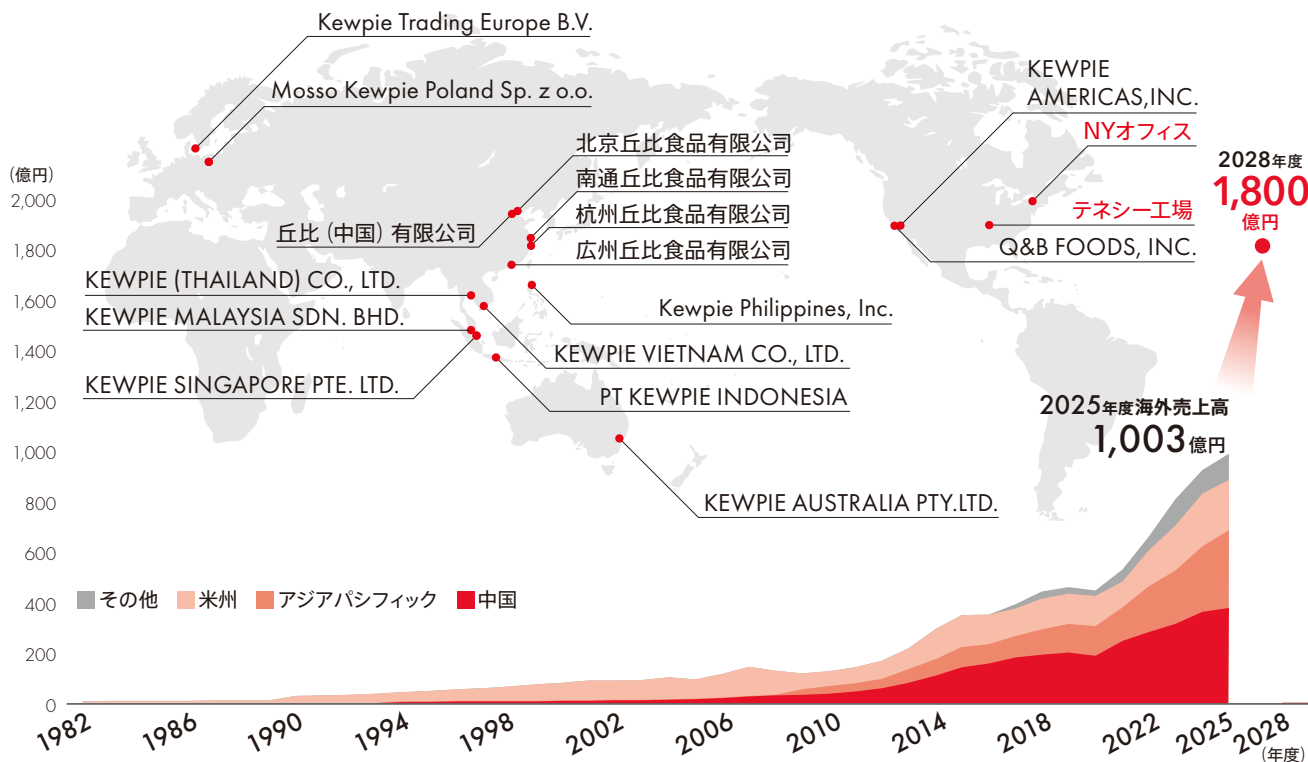 Kewpie Trading Europe B.V.
Mosso Kewpie Poland Sp. z o.o.
KEWPIE
AMERICAS,INC.
NYオフィス
北京丘比食品有限公司
南通丘比食品有限公司
杭州丘比食品有限公司
広州丘比食品有限公司
丘比（中国）有限公司
テネシー工場
Q&B FOODS, INC.
KEWPIE (THAILAND) CO., LTD.
KEWPIE MALAYSIA SDN. BHD.
KEWPIE SINGAPORE PTE. LTD.
Kewpie Philippines, Inc.
KEWPIE VIETNAM CO., LTD.
PT KEWPIE INDONESIA
KEWPIE AUSTRALIA PTY.LTD.
2028年度
1,800
億円
2025年度海外売上高
1,003億円
（億円）
2,000
1,800
1,600
1,400
1,200
1,000
800
600
400
200
0
その他 米州 アジアパシフィック 中国
1982 1986 1990 1994 1998 2002 2006 2010 2014 2018 2022 2025 2028
（年度）